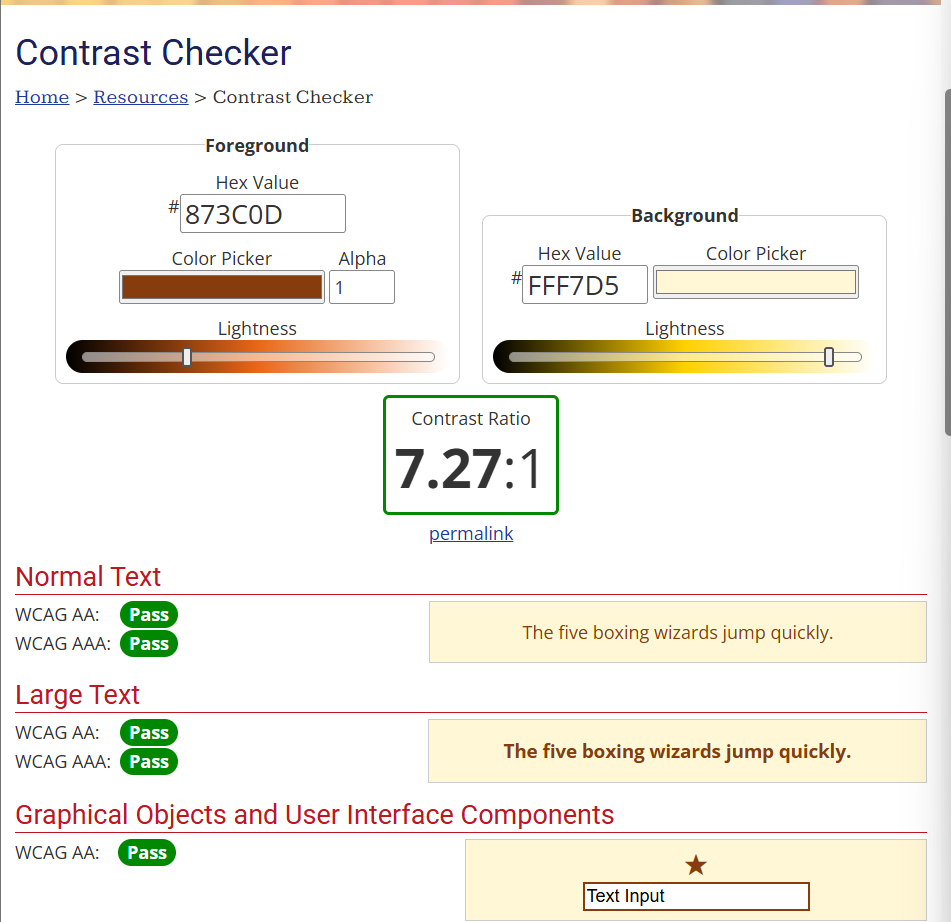 Contrast Checker
Home > Resources > Contrast Checker
Foreground
Hex Value
# 873C0D
Color Picker Alpha
1
Lightness
Background
Hex Value Color Picker
# FFF7D5
Lightness
Contrast Ratio
7.27:1
permalink
Normal Text
WCAG AA: Pass
WCAG AAA: Pass
The five boxing wizards jump quickly.
Large Text
WCAG AA: Pass
WCAG AAA: Pass
The five boxing wizards jump quickly.
Graphical Objects and User Interface Components
WCAG AA: Pass
Text Input